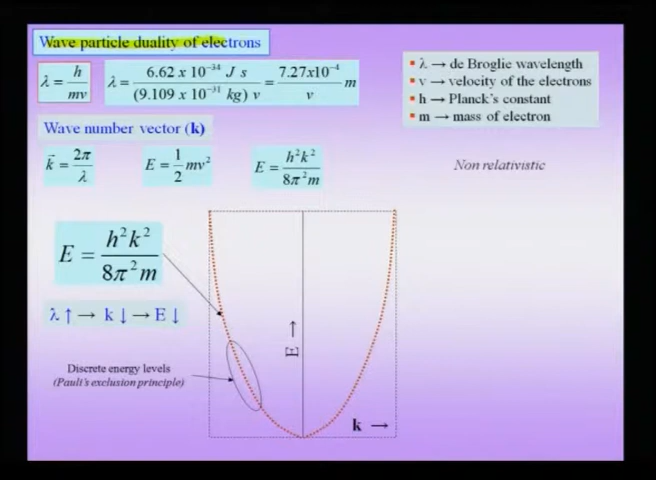 Wave particle duality of electrons
λ = h / mv
λ = 6.62 x 10⁻³⁴ J s / (9.109 x 10⁻³¹ kg) v = 7.27x10⁻⁴ / v m
▪ λ → de Broglie wavelength
▪ v → velocity of the electrons
▪ h → Planck's constant
▪ m → mass of electron
Wave number vector (k)
k⃗ = 2π / λ
E = 1/2 mv²
E = h²k² / 8π²m
Non relativistic
E = h²k² / 8π²m
λ ↑ → k ↓ → E ↓
Discrete energy levels
(Pauli's exclusion principle)
E →
k →